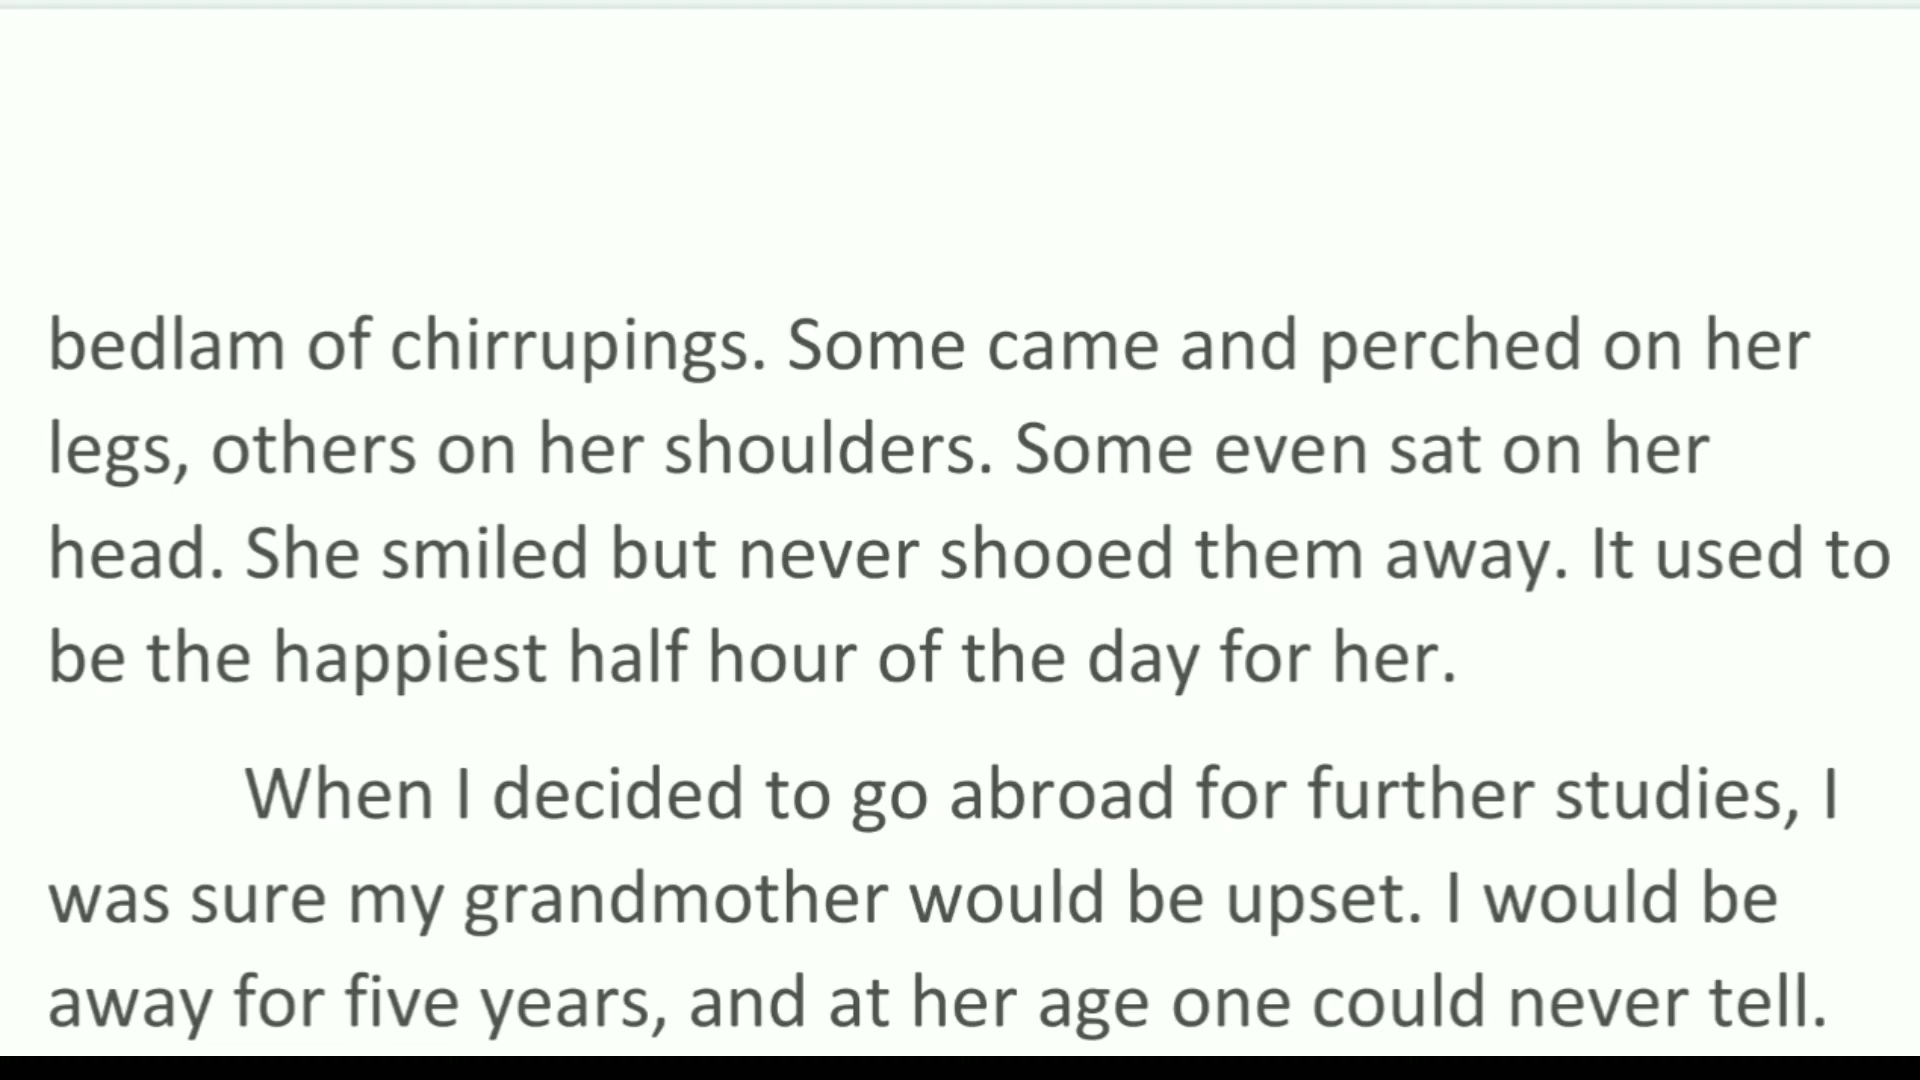 bedlam of chirrupings. Some came and perched on her
legs, others on her shoulders. Some even sat on her
head. She smiled but never shooed them away. It used to
be the happiest half hour of the day for her.
When I decided to go abroad for further studies, I
was sure my grandmother would be upset. I would be
away for five years, and at her age one could never tell.